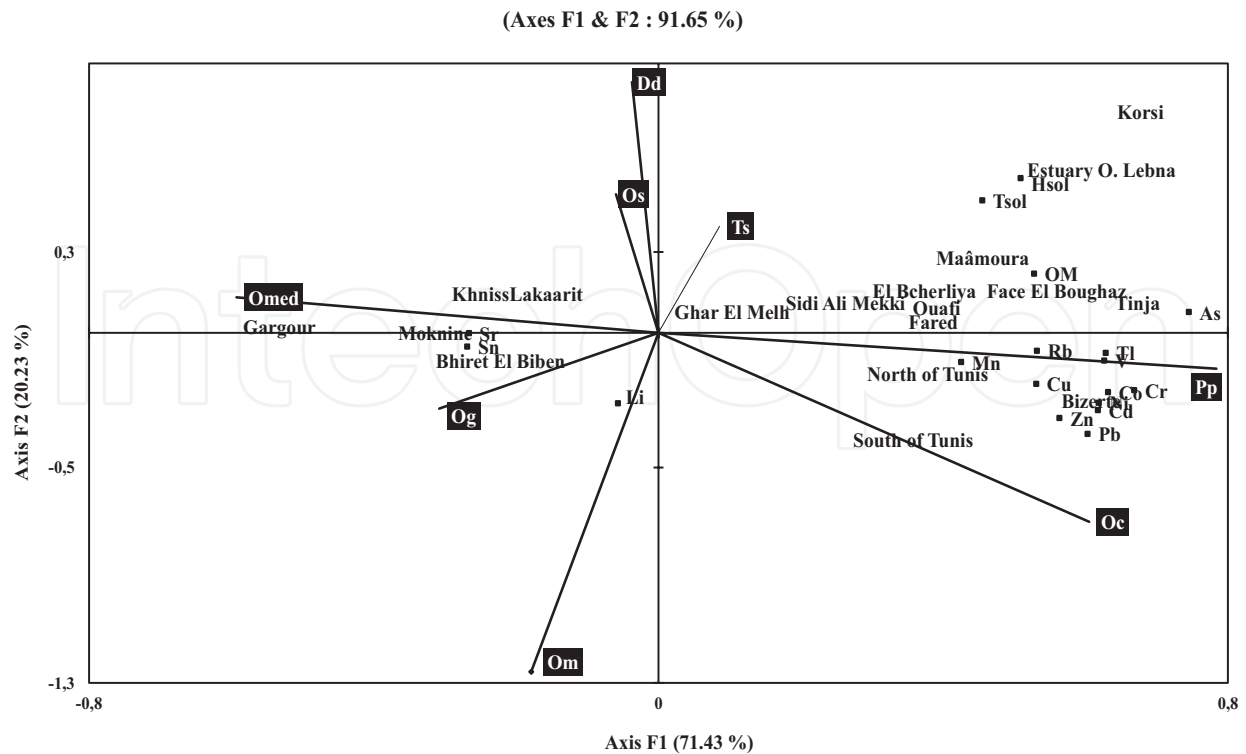 (Axes F1 & F2 : 91.65 %)
Dd
Korsi
Estuary O. Lebna
Hsol
Os
Tsol
Ts
0,3
Maâmoura
OM
Omed
KhnissLakaarit
El Bcherliya
Face El Boughaz
Sidi Ali Mekki
Ouafi
Tinja
Ghar El Melh
As
Fared
Gargour
Moknine
Sr
Sn
Bhiret El Biben
Rb
Tl
V
Mn
North of Tunis
Pp
Cu
Co
Cr
Li
Og
Cd
Zn
Pb
South of Tunis
-0,5
Oc
Om
-1,3
-0,8
0
0,8
Axis F1 (71.43 %)
Axis F2 (20.23 %)
IntechOpen